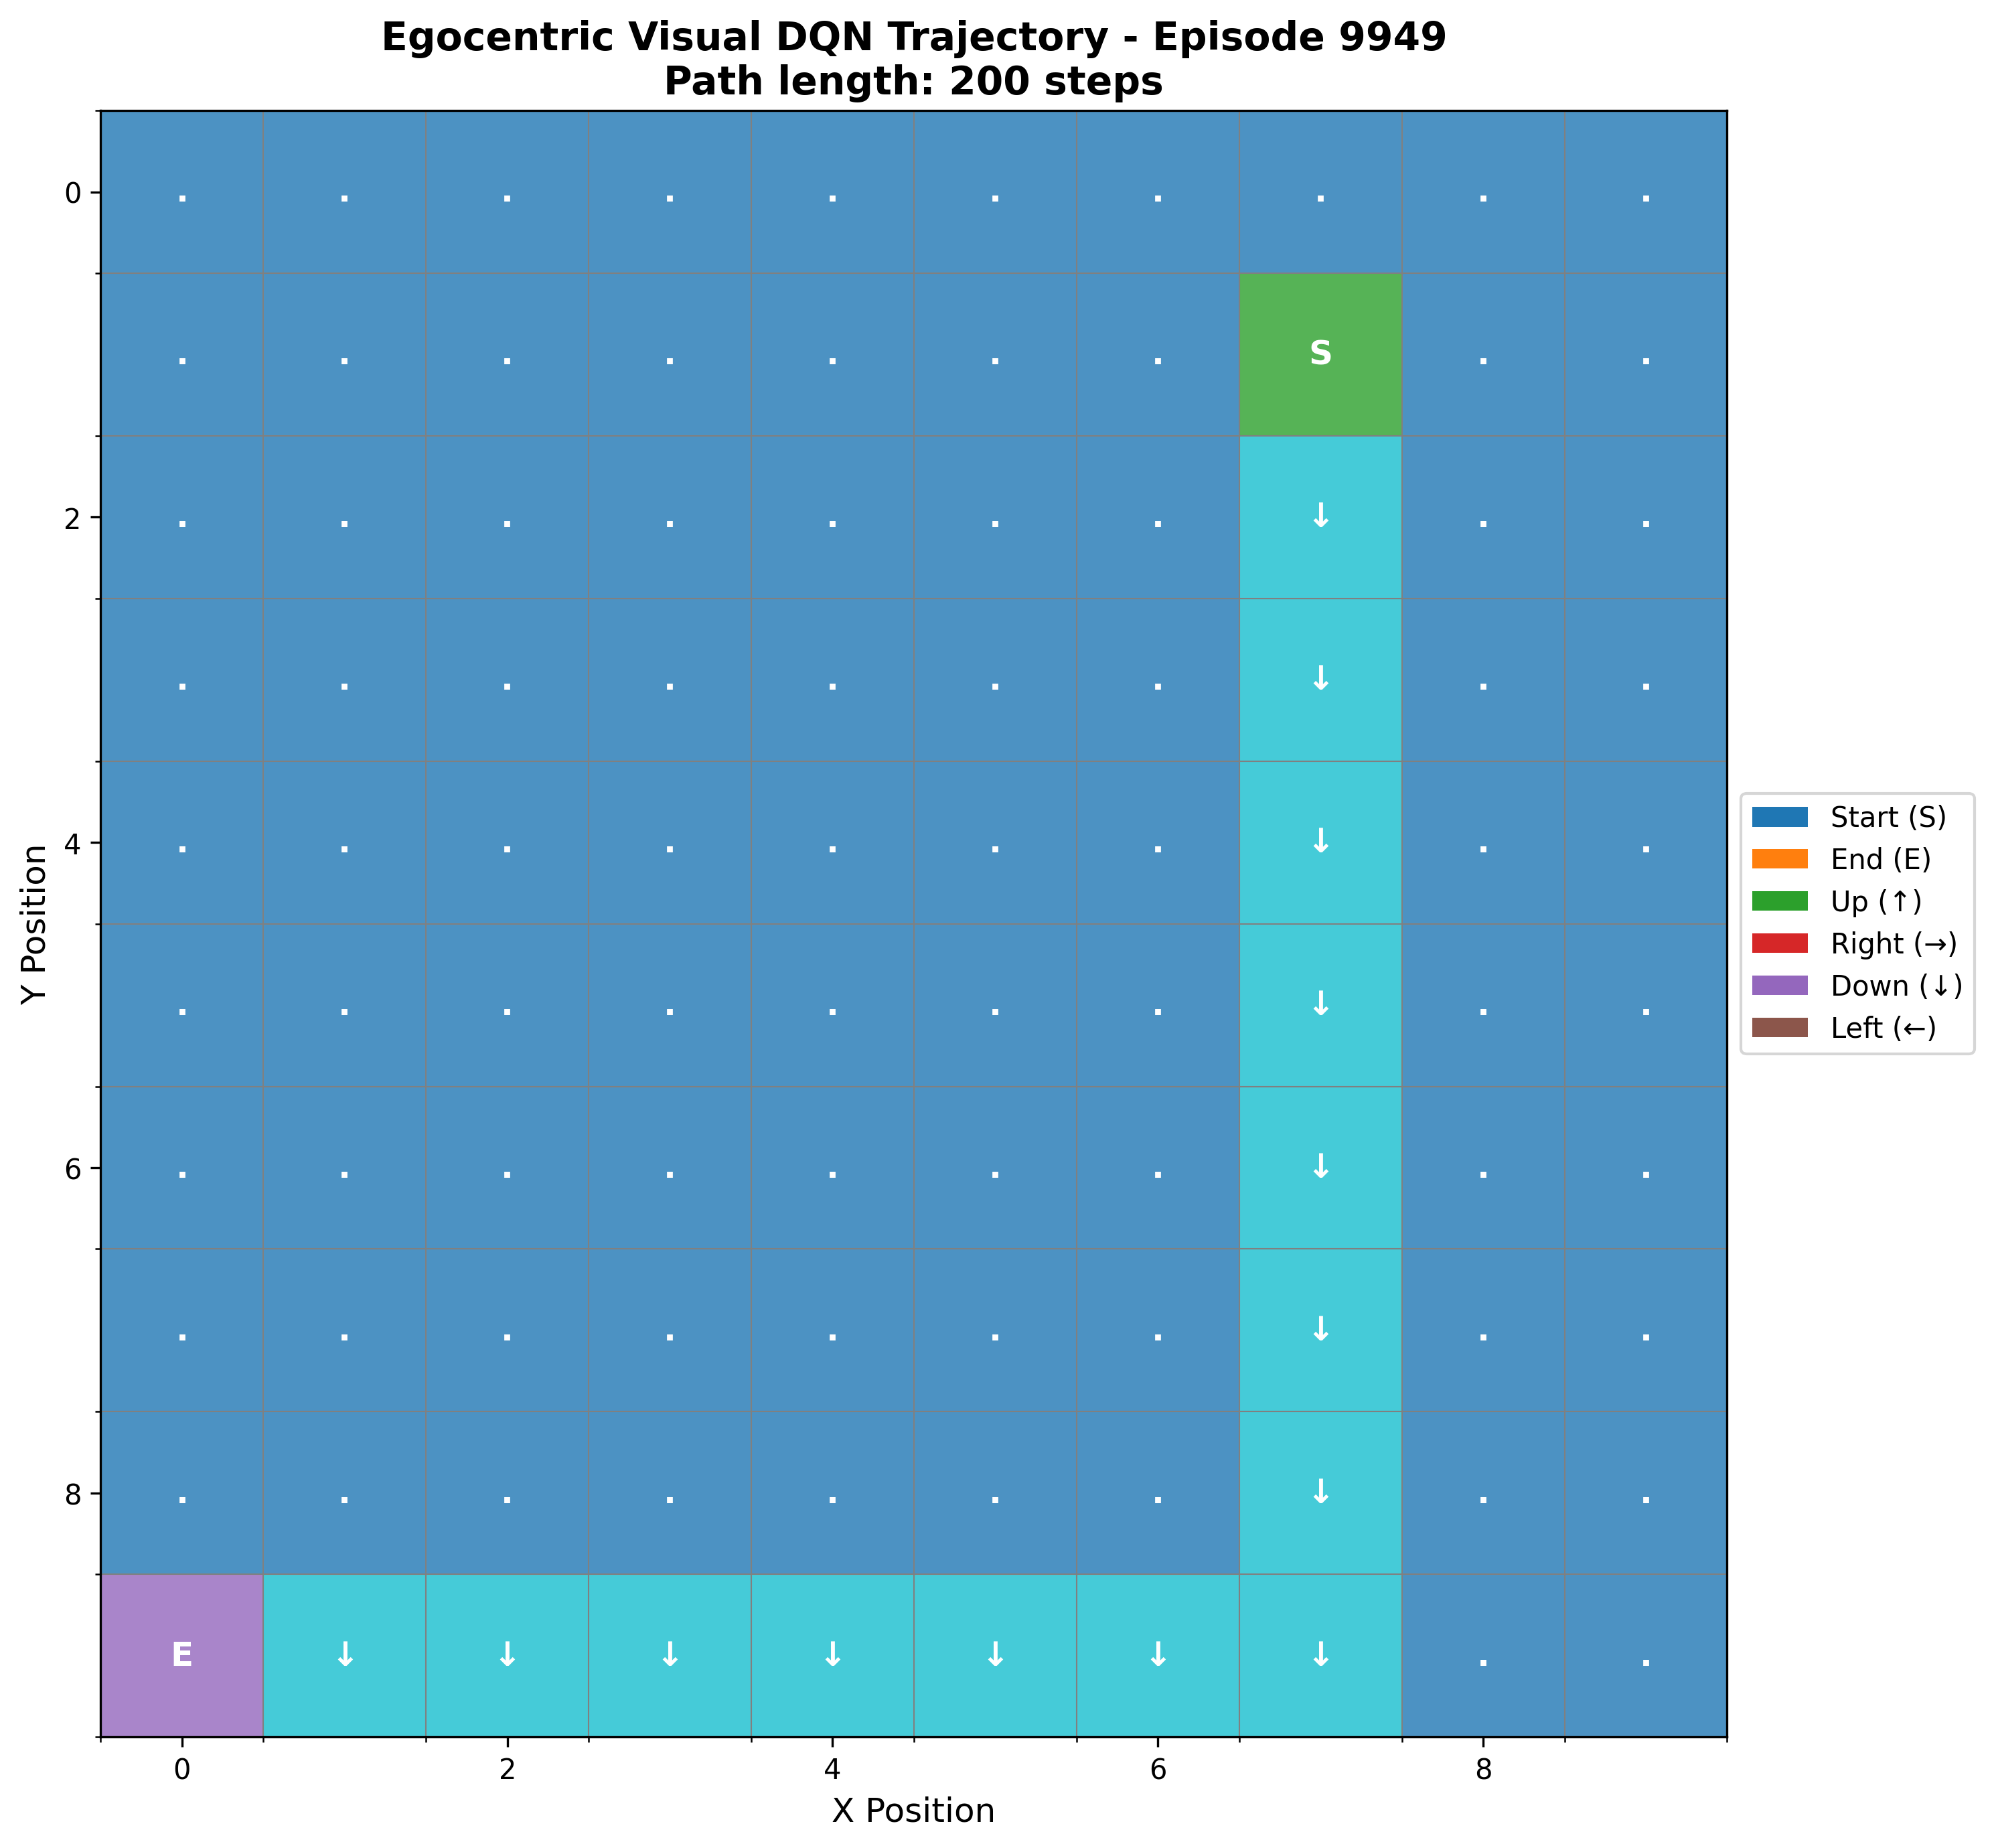 Egocentric Visual DQN Trajectory - Episode 9949
Path length: 200 steps
0
. . . . . . . . . .
. . . . . . . S . .
2
. . . . . . . ↓ . .
. . . . . . . ↓ . .
4
. . . . . . . ↓ . .
. . . . . . . ↓ . .
6
. . . . . . . ↓ . .
. . . . . . . ↓ . .
8
. . . . . . . ↓ . .
E ↓ ↓ ↓ ↓ ↓ ↓ ↓ . .
0 2 4 6 8
X Position
Y Position
Start (S)
End (E)
Up (↑)
Right (→)
Down (↓)
Left (←)